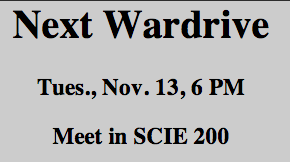 Next Wardrive
Tues., Nov. 13, 6 PM
Meet in SCIE 200